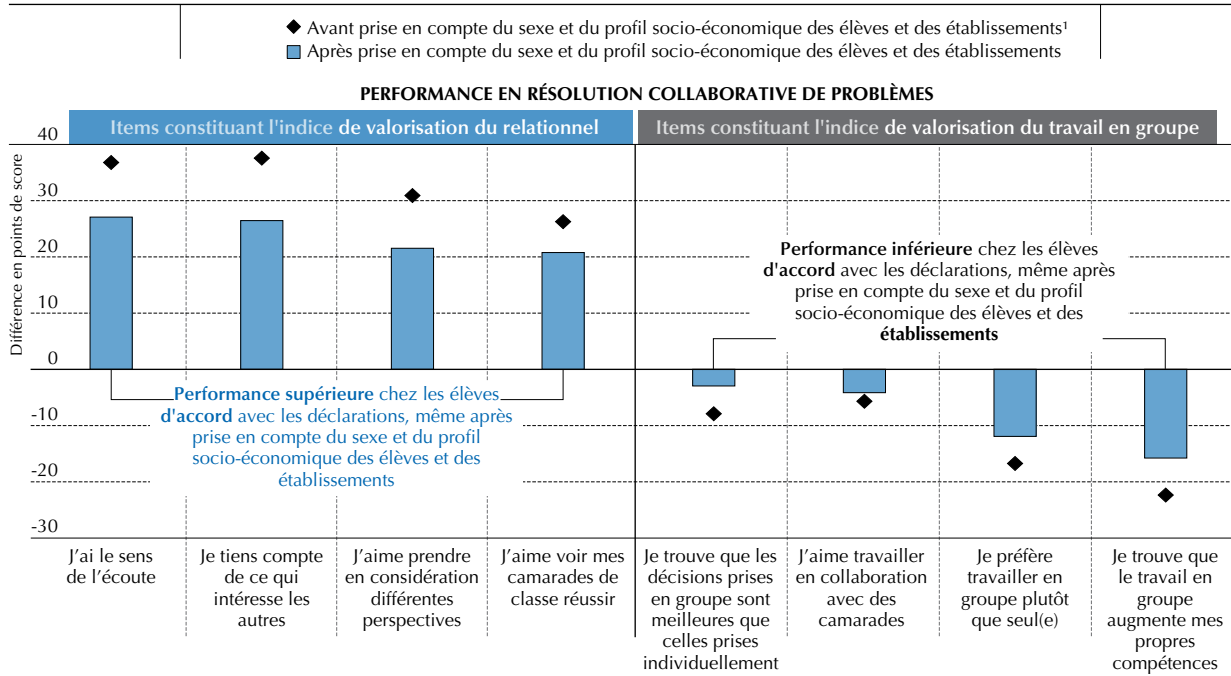 Avant prise en compte du sexe et du profil socio-économique des élèves et des établissements¹
Après prise en compte du sexe et du profil socio-économique des élèves et des établissements
PERFORMANCE EN RÉSOLUTION COLLABORATIVE DE PROBLÈMES
Items constituant l'indice de valorisation du relationnel
Items constituant l'indice de valorisation du travail en groupe
Différence en points de score
40
30
20
10
0
-10
-20
-30
Performance supérieure chez les élèves
d'accord avec les déclarations, même après
prise en compte du sexe et du profil
socio-économique des élèves et des
établissements
Performance inférieure chez les élèves
d'accord avec les déclarations, même après
prise en compte du sexe et du profil
socio-économique des élèves et des
établissements
J'ai le sens
de l'écoute
Je tiens compte
de ce qui
intéresse les
autres
J'aime prendre
en considération
différentes
perspectives
J'aime voir mes
camarades de
classe réussir
Je trouve que les
décisions prises
en groupe sont
meilleures que
celles prises
individuellement
J'aime travailler
en collaboration
avec des
camarades
Je préfère
travailler en
groupe plutôt
que seul(e)
Je trouve que
le travail en
groupe
augmente mes
propres
compétences